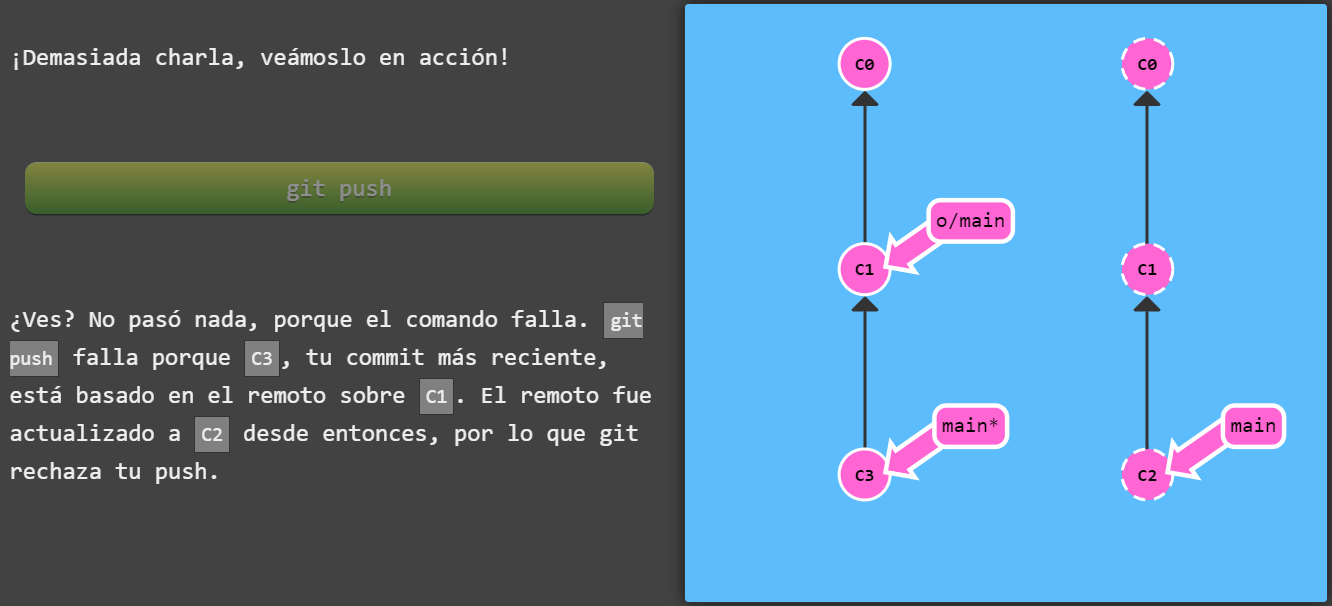 ¡Demasiada charla, veámoslo en acción!
git push
¿Ves? No pasó nada, porque el comando falla. git
push falla porque C3, tu commit más reciente,
está basado en el remoto sobre C1. El remoto fue
actualizado a C2 desde entonces, por lo que git
rechaza tu push.
C0
C0
o/main
C1
C1
main*
main
C3
C2